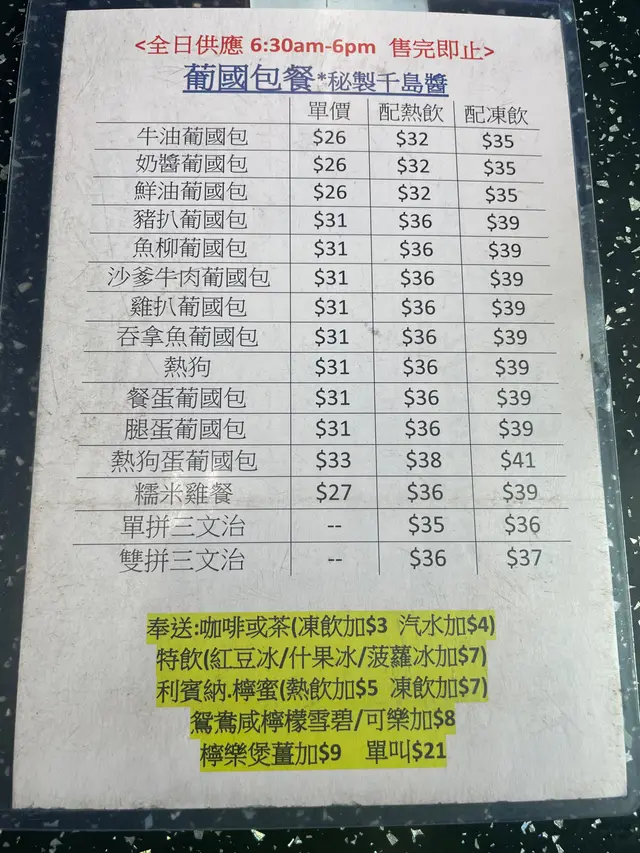 <全日供應 6:30am-6pm 售完即止>
葡國包餐*秘製千島醬
單價 配熱飲 配凍飲
牛油葡國包 $26 $32 $35
奶醬葡國包 $26 $32 $35
鮮油葡國包 $26 $32 $35
豬扒葡國包 $31 $36 $39
魚柳葡國包 $31 $36 $39
沙爹牛肉葡國包 $31 $36 $39
雞扒葡國包 $31 $36 $39
吞拿魚葡國包 $31 $36 $39
熱狗 $31 $36 $39
餐蛋葡國包 $31 $36 $39
腿蛋葡國包 $31 $36 $39
熱狗蛋葡國包 $33 $38 $41
糯米雞餐 $27 $36 $39
單拼三文治 -- $35 $36
雙拼三文治 -- $36 $37
奉送:咖啡或茶(凍飲加$3 汽水加$4)
特飲(紅豆冰/什果冰/菠蘿冰加$7)
利賓納.檸蜜(熱飲加$5 凍飲加$7)
鴛鴦咸檸檬雪碧/可樂加$8
檸樂煲薑加$9 單叫$21